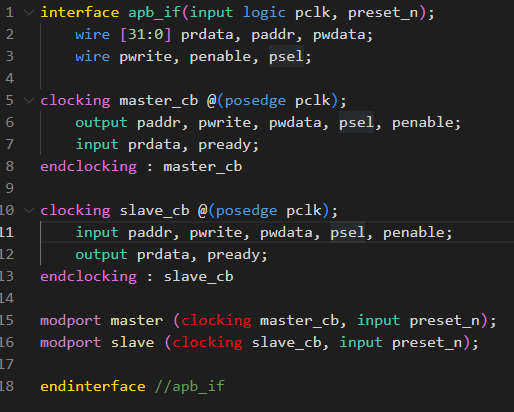 1 interface apb_if(input logic pclk, preset_n);
2 wire [31:0] prdata, paddr, pwdata;
3 wire pwrite, penable, psel;
4
5 clocking master_cb @(posedge pclk);
6 output paddr, pwrite, pwdata, psel, penable;
7 input prdata, pready;
8 endclocking : master_cb
9
10 clocking slave_cb @(posedge pclk);
11 input paddr, pwrite, pwdata, psel, penable;
12 output prdata, pready;
13 endclocking : slave_cb
14
15 modport master (clocking master_cb, input preset_n);
16 modport slave (clocking slave_cb, input preset_n);
17
18 endinterface //apb_if